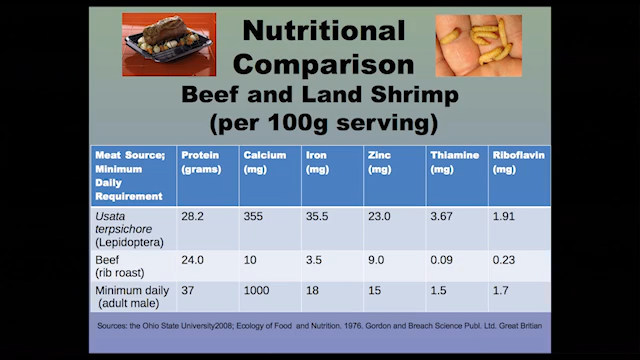 Nutritional
Comparison
Beef and Land Shrimp
(per 100g serving)
Meat Source; Minimum Daily Requirement | Protein (grams) | Calcium (mg) | Iron (mg) | Zinc (mg) | Thiamine (mg) | Riboflavin (mg)
Usata terpsichore (Lepidoptera) | 28.2 | 355 | 35.5 | 23.0 | 3.67 | 1.91
Beef (rib roast) | 24.0 | 10 | 3.5 | 9.0 | 0.09 | 0.23
Minimum daily (adult male) | 37 | 1000 | 18 | 15 | 1.5 | 1.7
Sources: the Ohio State University2008; Ecology of Food and Nutrition. 1976. Gordon and Breach Science Publ. Ltd. Great Britian